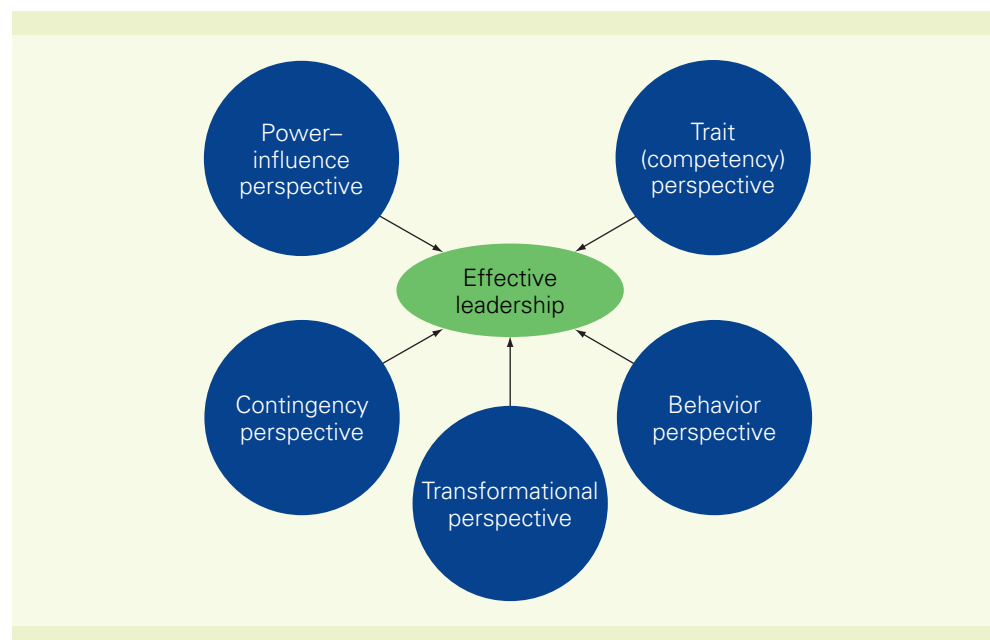 Power–
influence
perspective
Trait
(competency)
perspective
Effective
leadership
Contingency
perspective
Behavior
perspective
Transformational
perspective